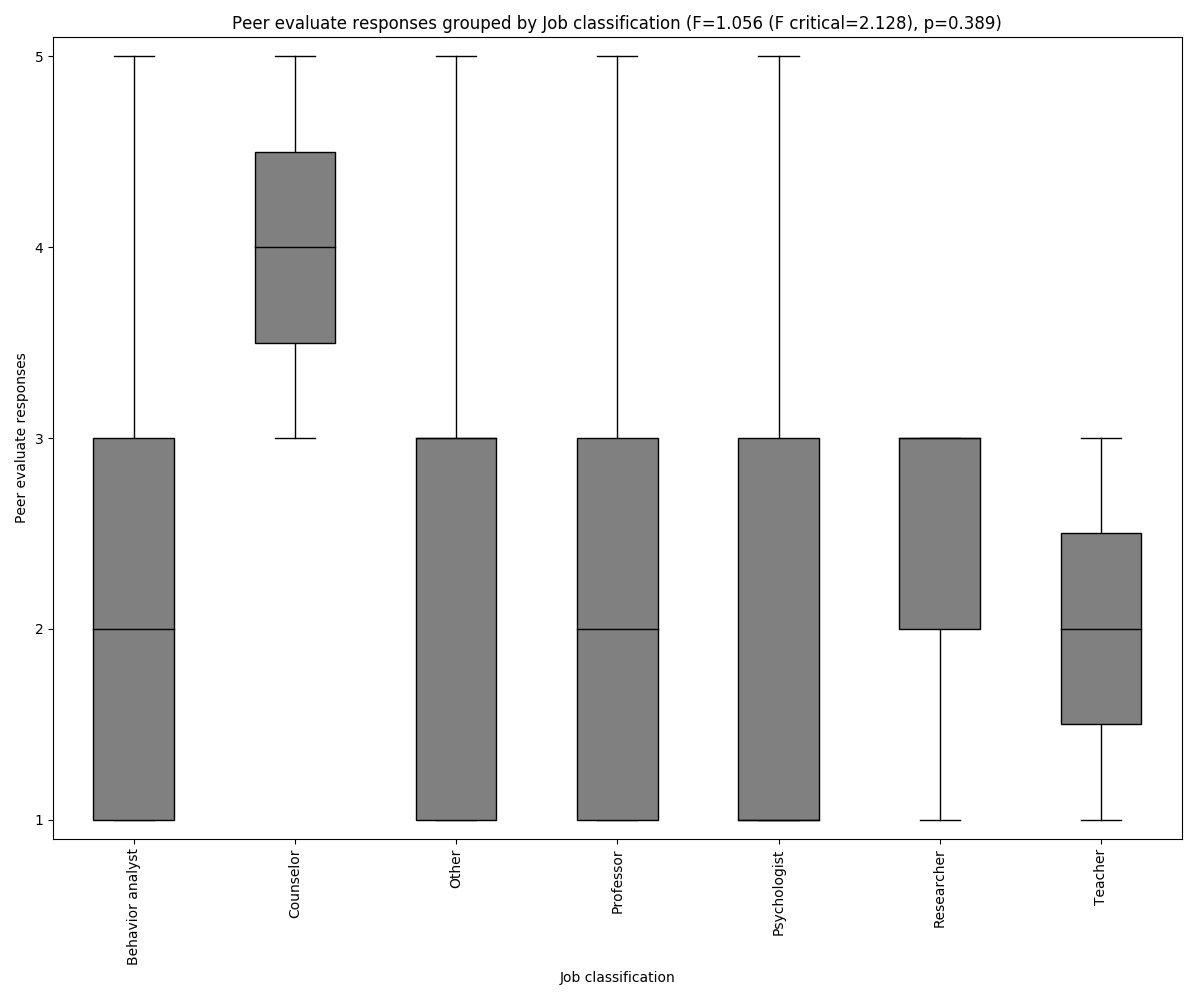 Peer evaluate responses grouped by Job classification (F=1.056 (F critical=2.128), p=0.389)
Peer evaluate responses
5
4
3
2
1
Behavior analyst
Counselor
Other
Professor
Psychologist
Researcher
Teacher
Job classification